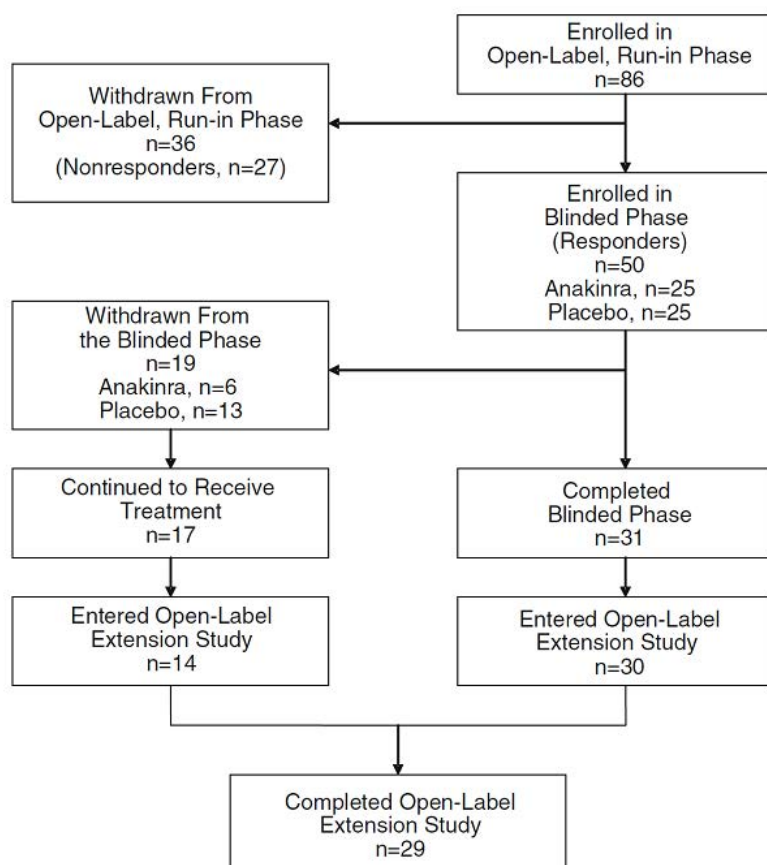 Enrolled in
Open-Label, Run-in Phase
n=86
Withdrawn From
Open-Label, Run-in Phase
n=36
(Nonresponders, n=27)
Enrolled in
Blinded Phase
(Responders)
n=50
Anakinra, n=25
Placebo, n=25
Withdrawn From
the Blinded Phase
n=19
Anakinra, n=6
Placebo, n=13
Continued to Receive
Treatment
n=17
Completed
Blinded Phase
n=31
Entered Open-Label
Extension Study
n=14
Entered Open-Label
Extension Study
n=30
Completed Open-Label
Extension Study
n=29